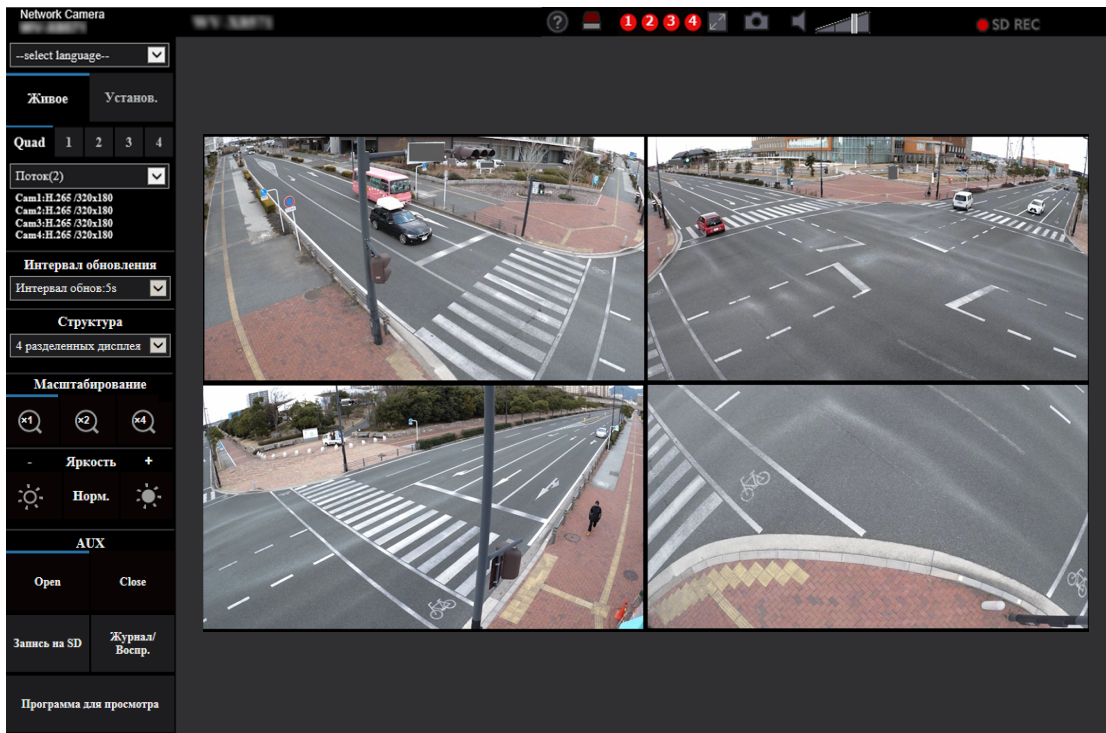 Network Camera
1 2 3 4
SD REC
--select language--
Живое Установ.
Quad 1 2 3 4
Поток(2)
Cam1:H.265 /320x180
Cam2:H.265 /320x180
Cam3:H.265 /320x180
Cam4:H.265 /320x180
Интервал обновления
Интервал обнов:5s
Структура
4 разделенных дисплея
Масштабирование
x1 x2 x4
- Яркость +
Норм.
AUX
Open Close
Запись на SD
Журнал/
Воспр.
Программа для просмотра